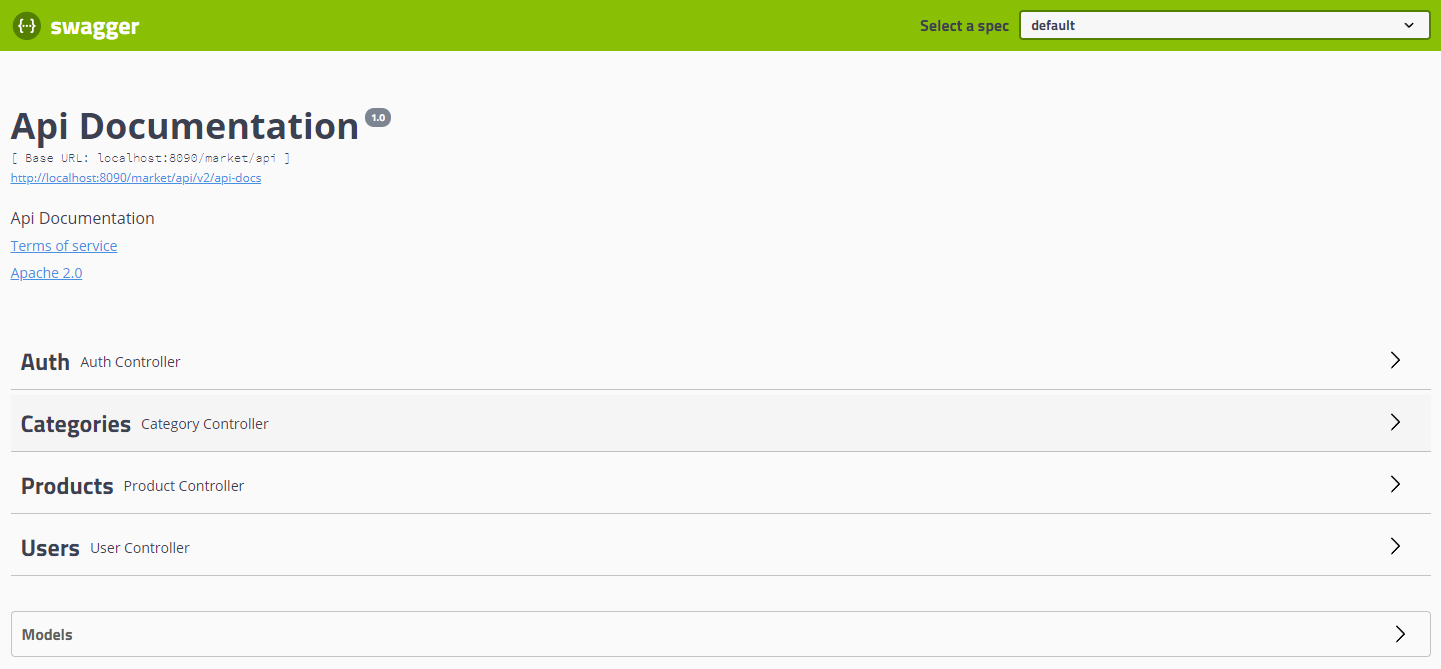 {···} swagger Select a spec default
Api Documentation 1.0
[ Base URL: localhost:8090/market/api ]
http://localhost:8090/market/api/v2/api-docs
Api Documentation
Terms of service
Apache 2.0
Auth Auth Controller
Categories Category Controller
Products Product Controller
Users User Controller
Models